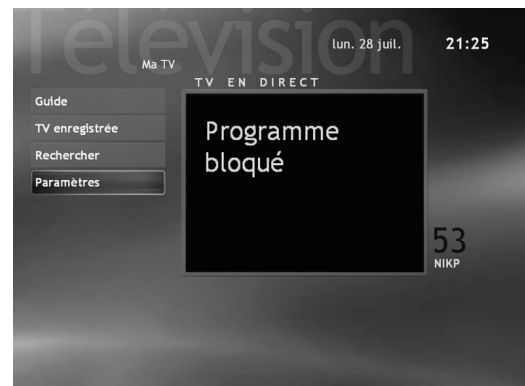 Télévision
lun. 28 juil. 21:25
Ma TV
TV EN DIRECT
Guide
TV enregistrée
Rechercher
Paramètres
Programme
bloqué
53
NIKP